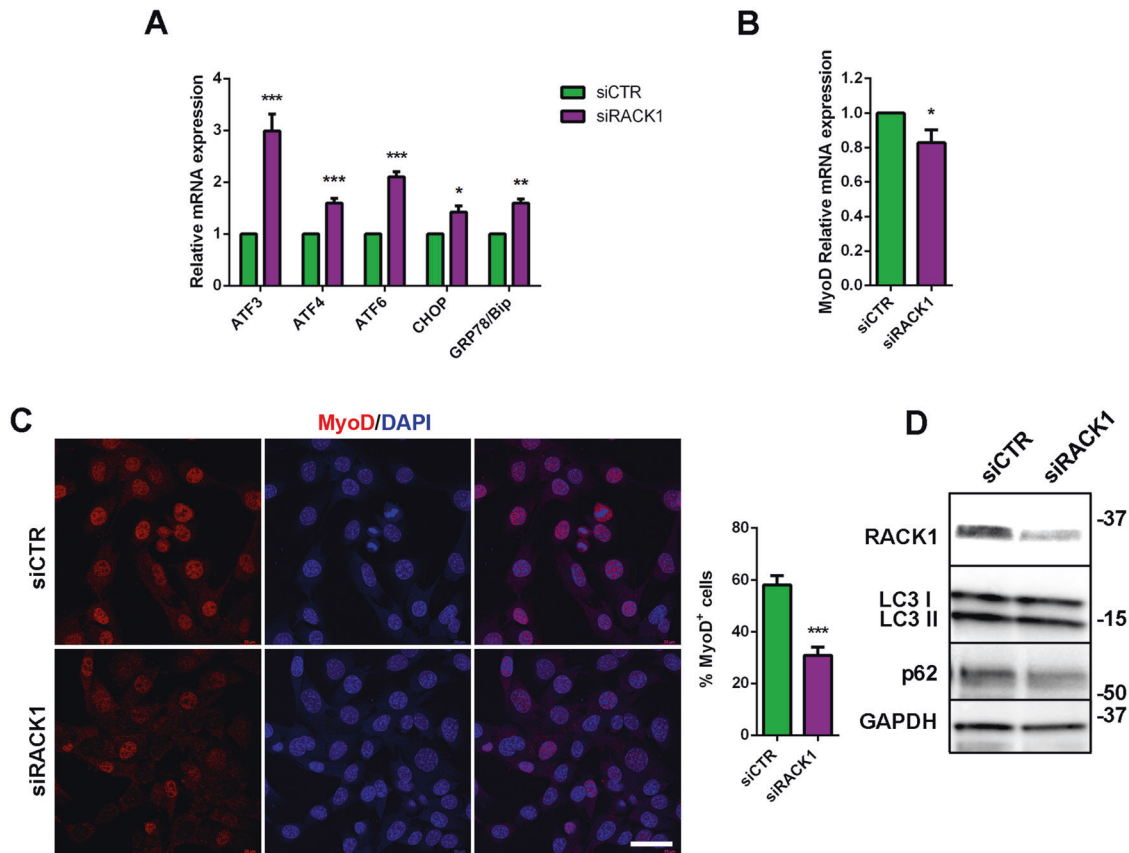 A
Relative mRNA expression
4
3
2
1
0
***
***
***
*
**
ATF3
ATF4
ATF6
CHOP
GRP78/Bip
siCTR
siRACK1
B
MyoD Relative mRNA expression
1.2
1.0
0.8
0.6
0.4
0.2
0.0
*
siCTR
siRACK1
C
MyoD/DAPI
siCTR
siRACK1
% MyoD+ cells
80
60
40
20
0
***
siCTR
siRACK1
D
siCTR
siRACK1
RACK1
-37
LC3 I
LC3 II
-15
p62
-50
GAPDH
-37